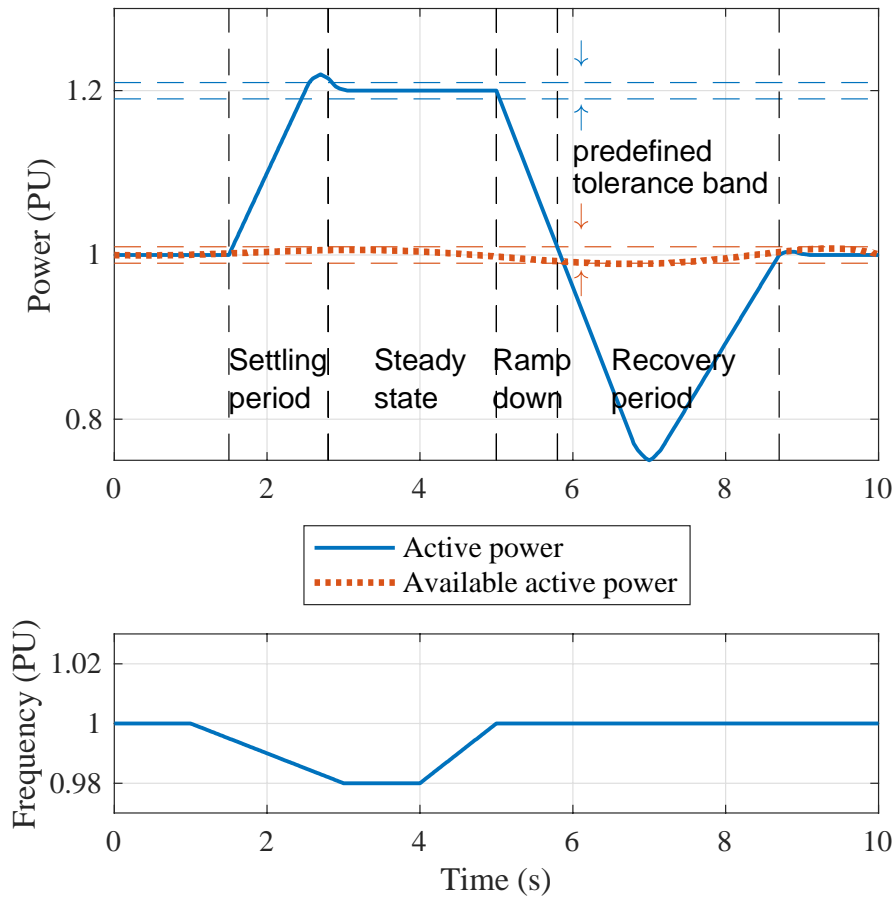 Power (PU)
1.2
1
0.8
predefined
tolerance band
Settling
period
Steady
state
Ramp
down
Recovery
period
0 2 4 6 8 10
Active power
Available active power
Frequency (PU)
1.02
1
0.98
0 2 4 6 8 10
Time (s)